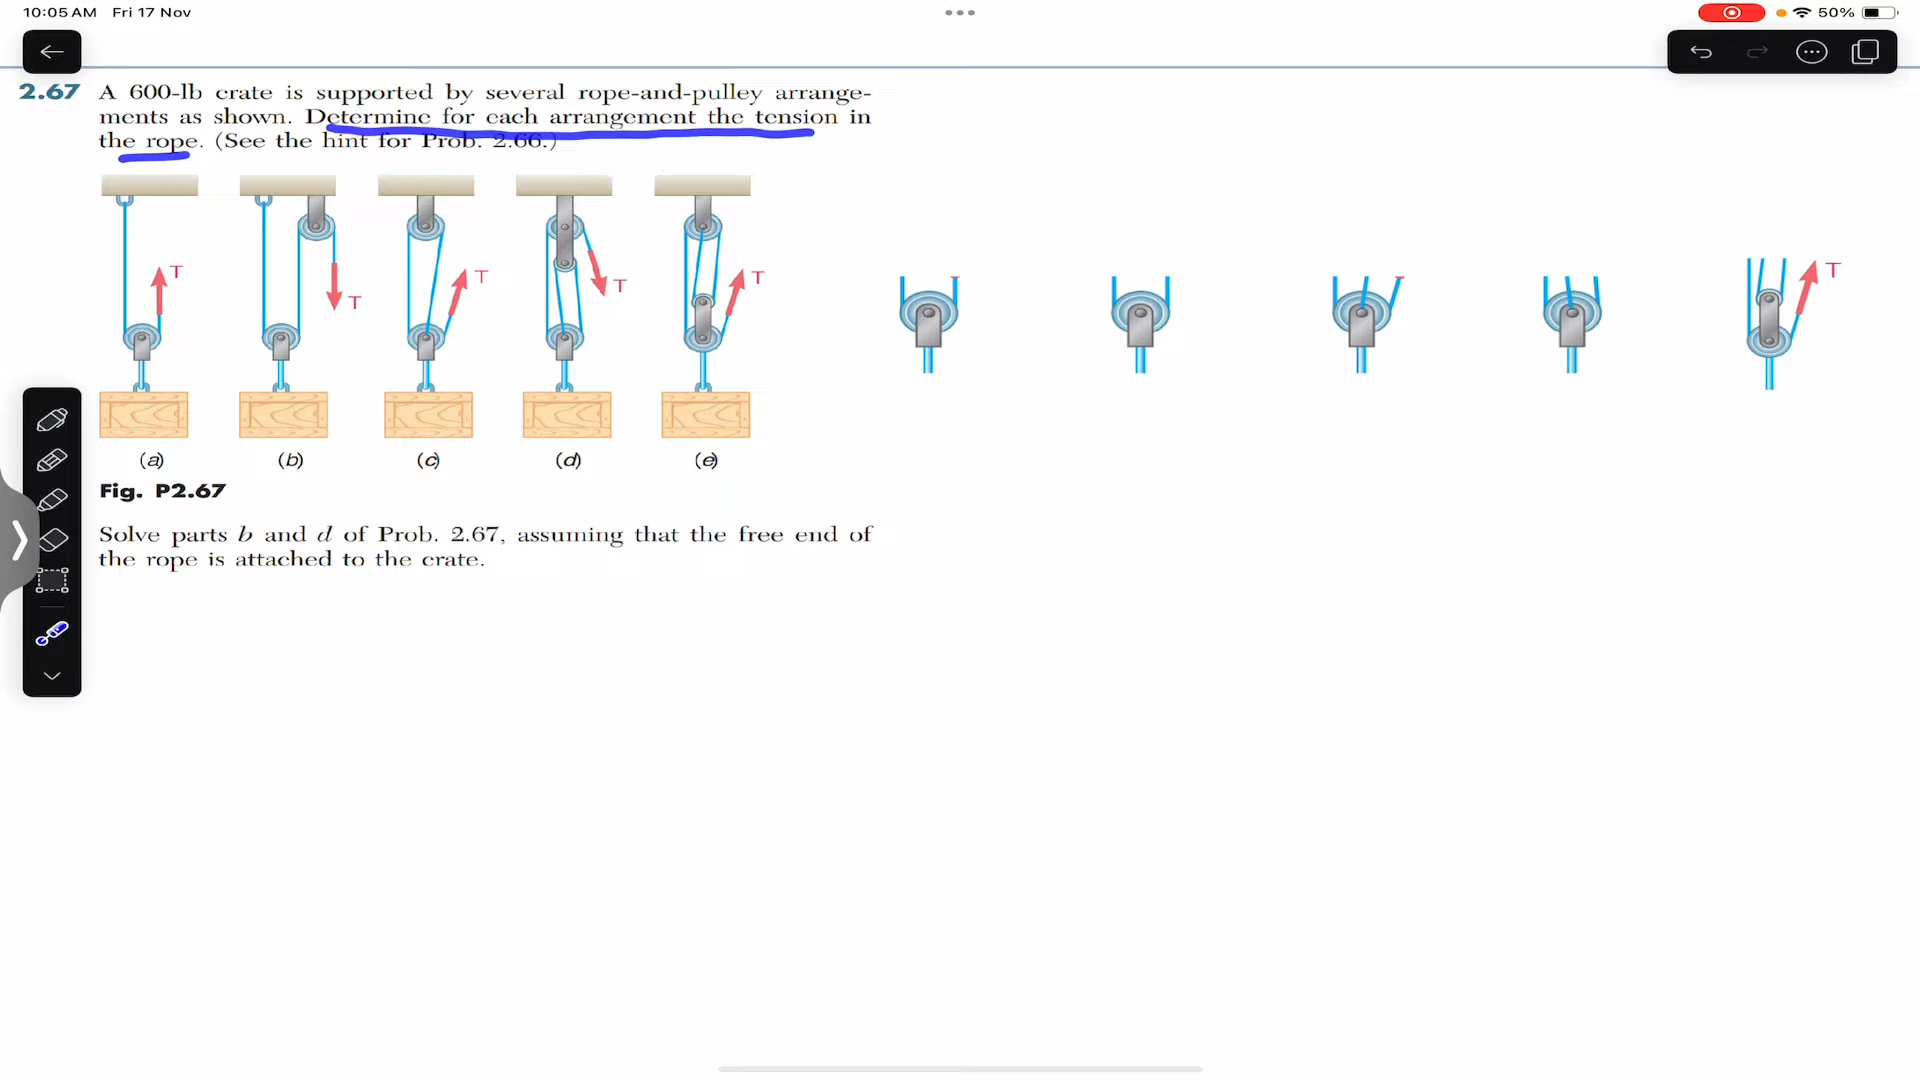 10:05 AM Fri 17 Nov
50%
2.67 A 600-lb crate is supported by several rope-and-pulley arrange-
ments as shown. Determine for each arrangement the tension in
the rope. (See the hint for Prob. 2.66.)
T
T
T
T
T
T
(a) (b) (c) (d) (e)
Fig. P2.67
Solve parts b and d of Prob. 2.67, assuming that the free end of
the rope is attached to the crate.